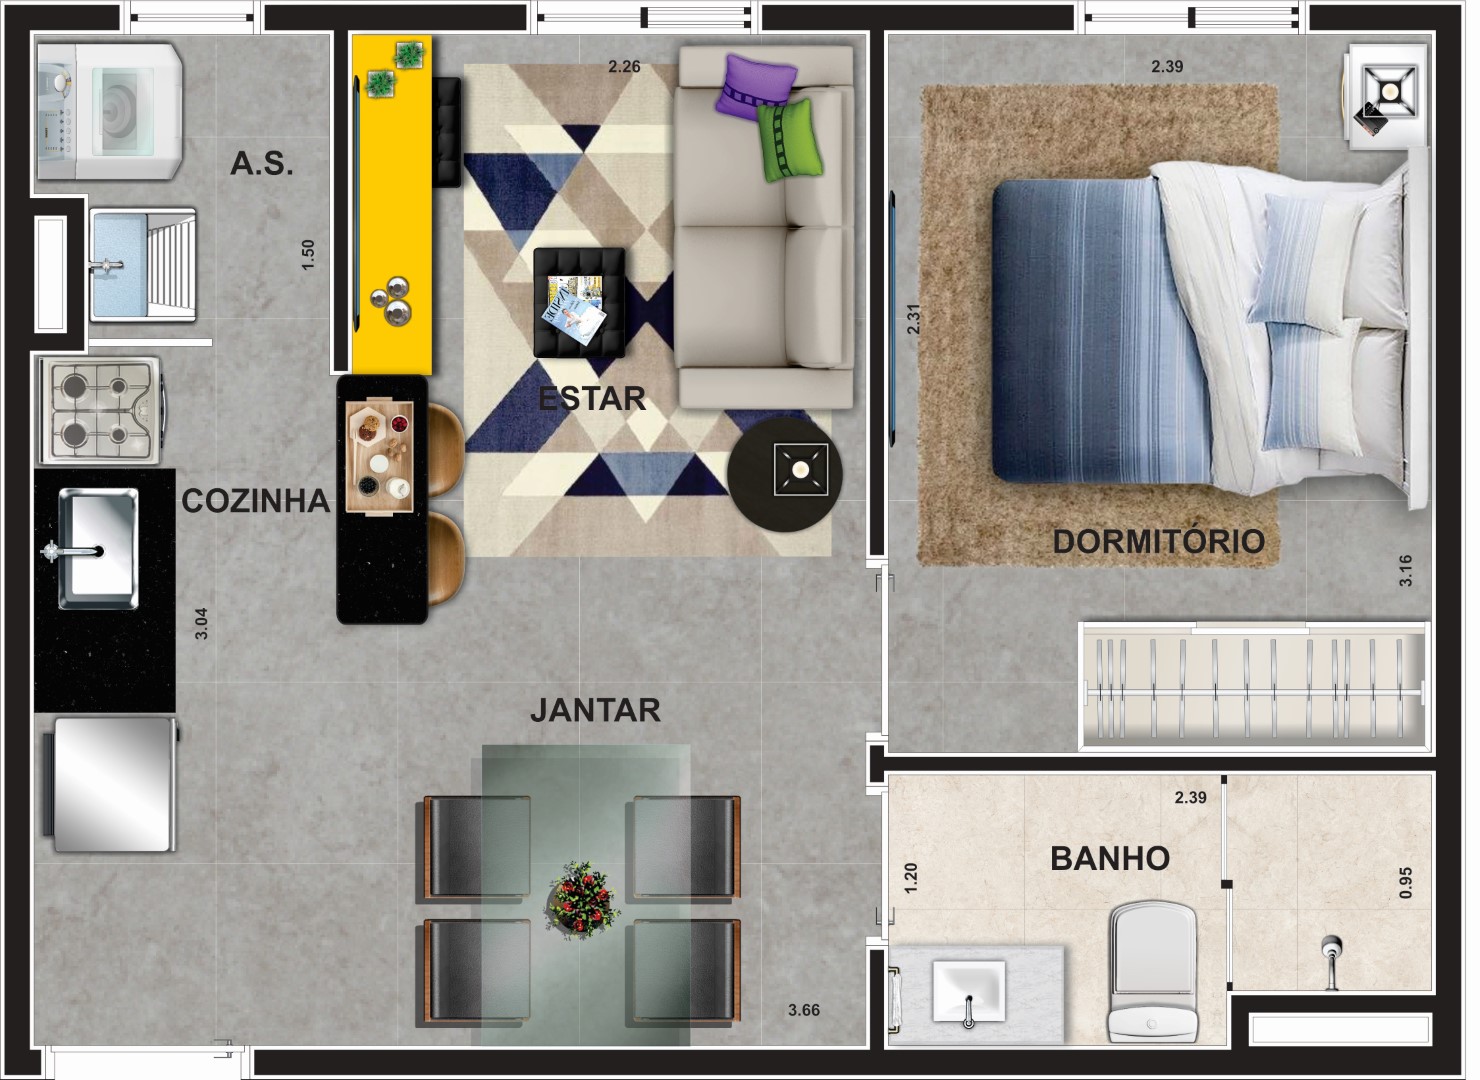 2.26
2.39
A.S.
1.50
2.31
ESTAR
COZINHA
DORMITÓRIO
3.16
3.04
JANTAR
2.39
BANHO
1.20
0.95
3.66